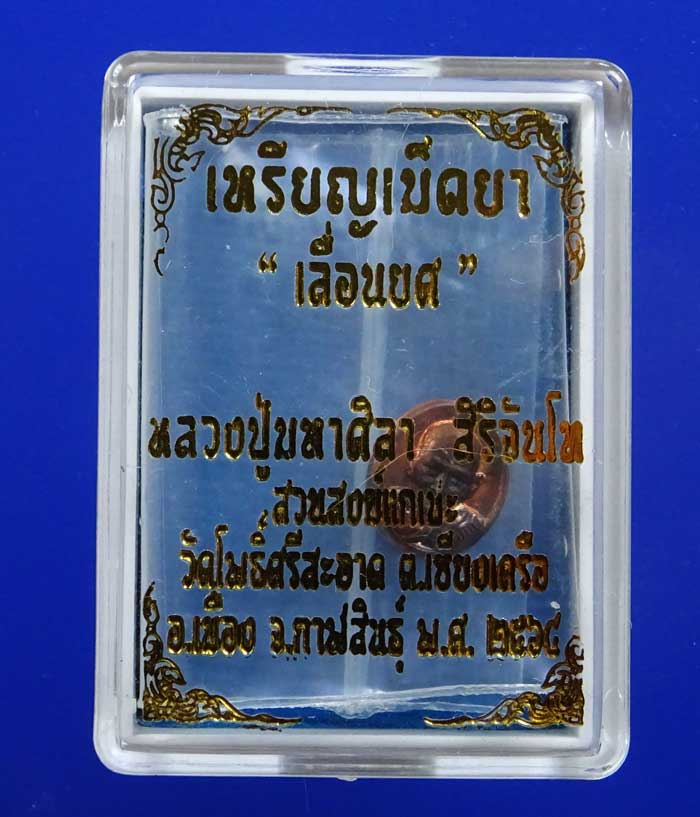 เหรียญเม็ดยา
“ เลื่อนยศ ”
หลวงปู่มหาศิลา สิริจันโท
สวนสงฆ์แกเปะ
วัดโพธิ์ศรีสะอาด ต.เชียงเครือ
อ.เมือง จ.กาฬสินธุ์ พ.ศ. ๒๕๖๔